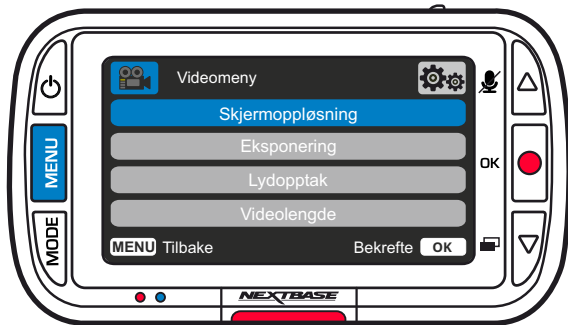 Videomeny
Skjermoppløsning
MENU
Eksponering
OK
Lydopptak
Videolengde
MODE
MENU Tilbake
Bekrefte OK
NEXTBASE